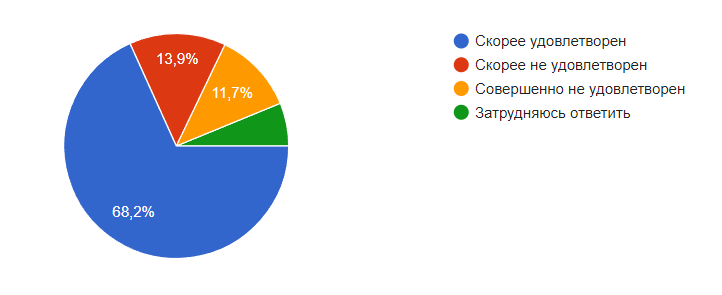 Скорее удовлетворен
13,9%
Скорее не удовлетворен
11,7%
Совершенно не удовлетворен
Затрудняюсь ответить
68,2%